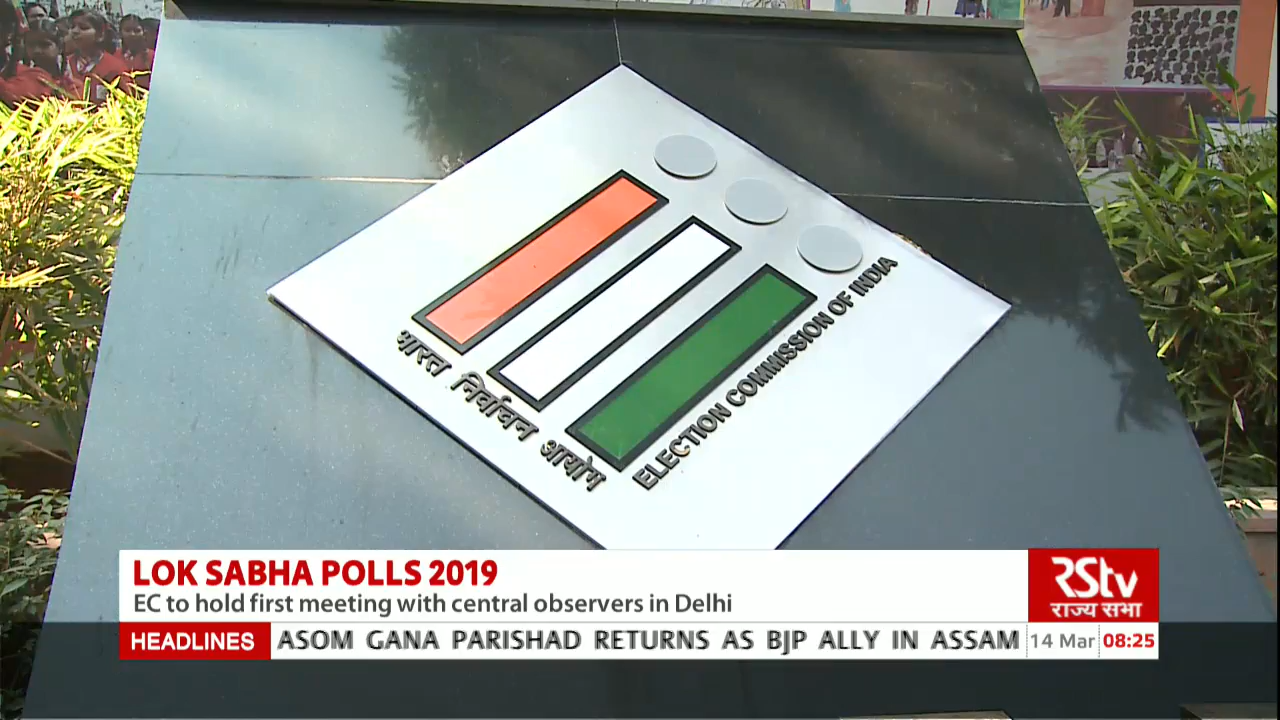 भारत निर्वाचन आयोग
ELECTION COMMISSION OF INDIA
LOK SABHA POLLS 2019
EC to hold first meeting with central observers in Delhi
RStv
राज्य सभा
HEADLINES ASOM GANA PARISHAD RETURNS AS BJP ALLY IN ASSAM 14 Mar 08:25